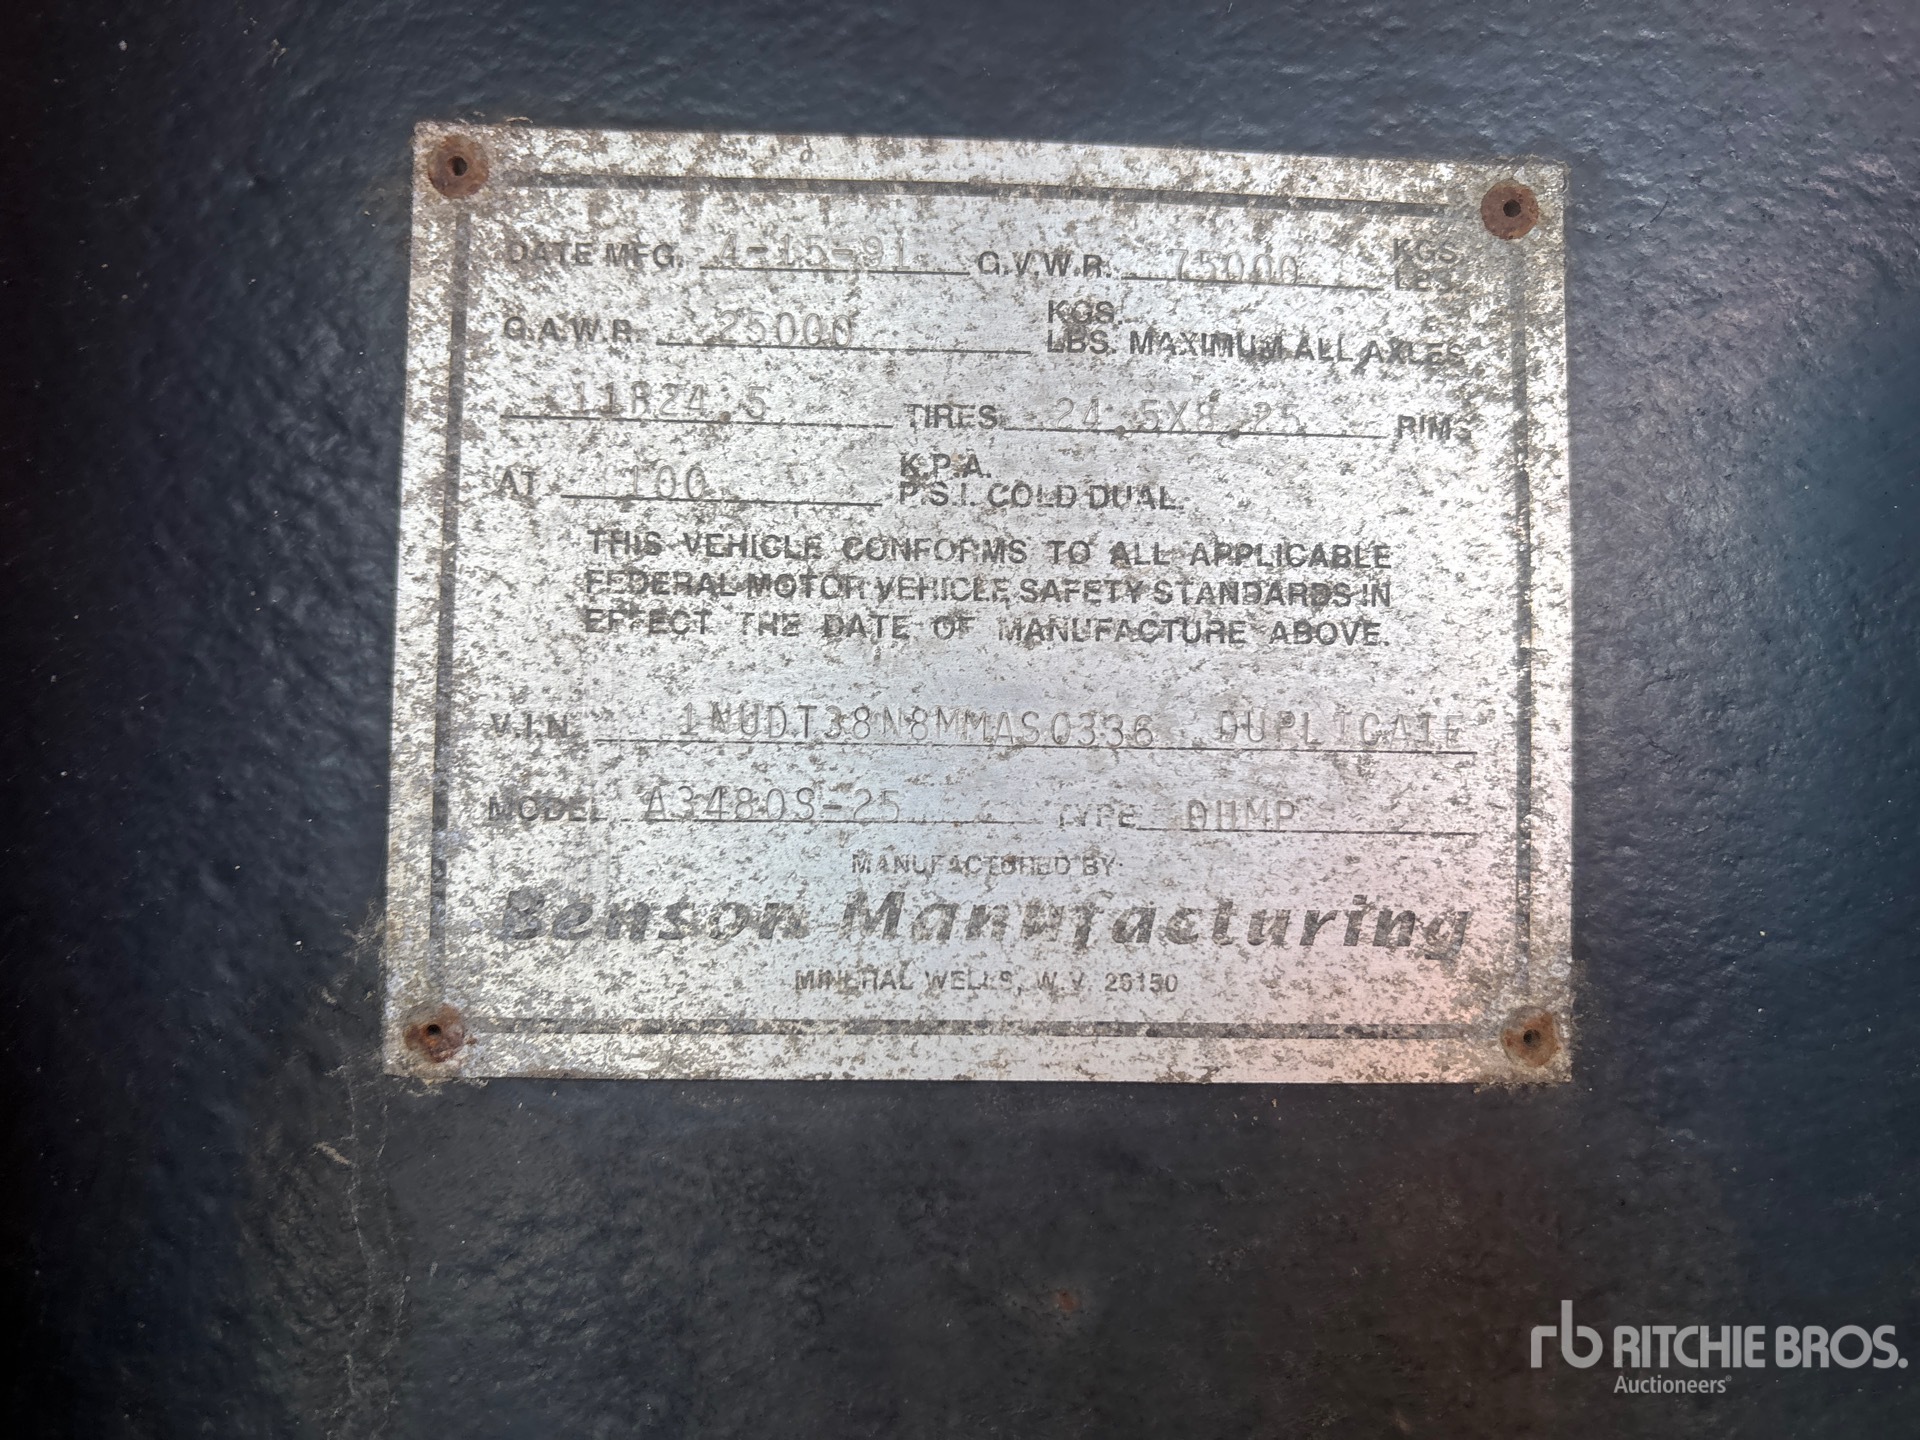 DATE MFG. 4-15-91 G.V.W.R. 75000 KGS. LBS.
G.A.W.R. 25000 KGS. LBS. MAXIMUM ALL AXLES
11R24.5 TIRES 24.5X8.25 RIMS
AT 100 K.P.A. P.S.I. COLD DUAL.
THIS VEHICLE CONFORMS TO ALL APPLICABLE
FEDERAL MOTOR VEHICLE SAFETY STANDARDS IN
EFFECT THE DATE OF MANUFACTURE ABOVE.
V.I.N. 1NUDT38N8MMAS0336 DUPLICATE
MODEL A3480S-25 TYPE DUMP
MANUFACTURED BY:
Benson Manufacturing
MINERAL WELLS, W.V. 26150
rb RITCHIE BROS.
Auctioneers®